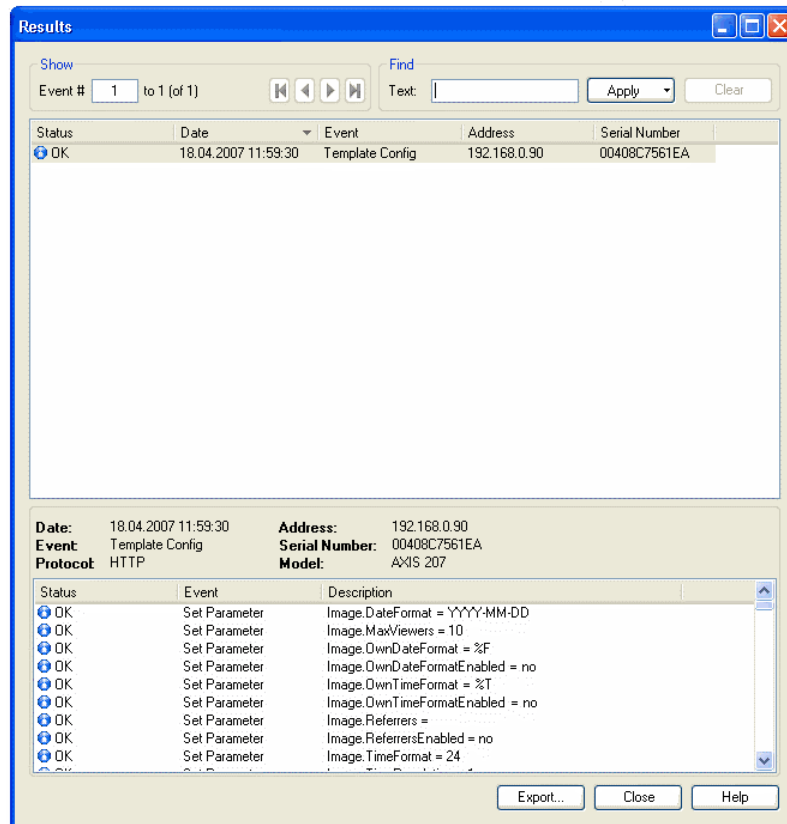 Results
Show
Find
Event # 1 to 1 (of 1)
Text: Apply Clear
Status Date Event Address Serial Number
OK 18.04.2007 11:59:30 Template Config 192.168.0.90 00408C7561EA
Date: 18.04.2007 11:59:30 Address: 192.168.0.90
Event: Template Config Serial Number: 00408C7561EA
Protocol: HTTP Model: AXIS 207
Status Event Description
OK Set Parameter Image.DateFormat = YYYY-MM-DD
OK Set Parameter Image.MaxViewers = 10
OK Set Parameter Image.OwnDateFormat = %F
OK Set Parameter Image.OwnDateFormatEnabled = no
OK Set Parameter Image.OwnTimeFormat = %T
OK Set Parameter Image.OwnTimeFormatEnabled = no
OK Set Parameter Image.Referrers =
OK Set Parameter Image.ReferrersEnabled = no
OK Set Parameter Image.TimeFormat = 24
Export... Close Help